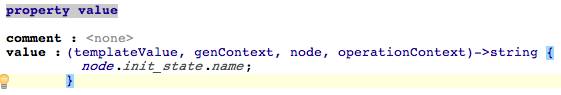 property value
comment : <none>
value : (templateValue, genContext, node, operationContext)->string {
node.init_state.name;
}